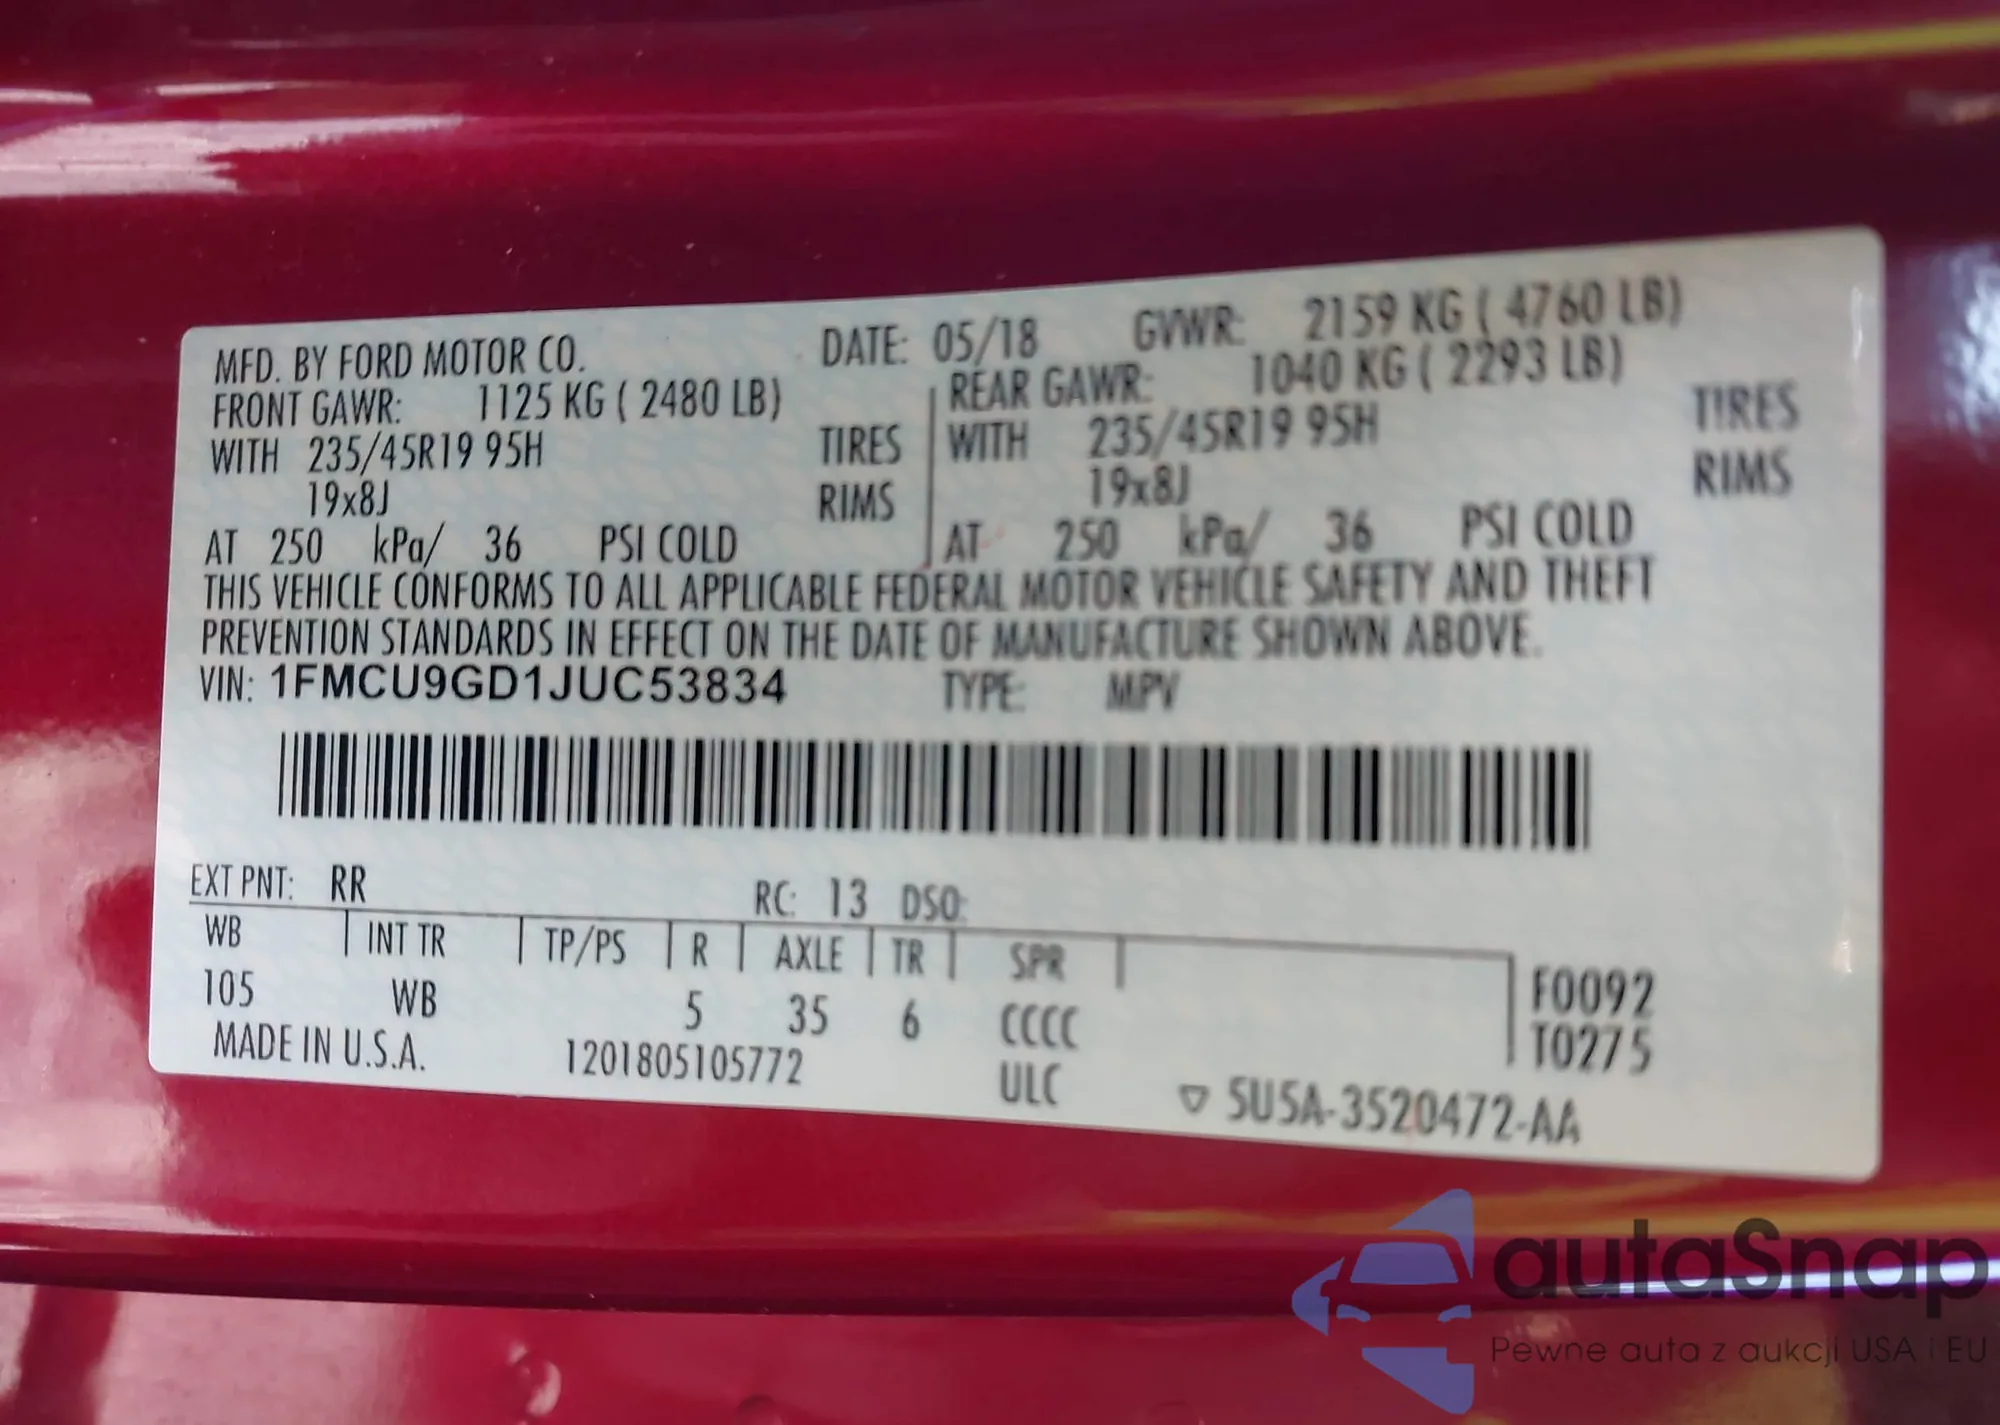 MFD. BY FORD MOTOR CO. DATE: 05/18 GVWR: 2159 KG ( 4760 LB)
FRONT GAWR: 1125 KG ( 2480 LB) REAR GAWR: 1040 KG ( 2293 LB)
WITH 235/45R19 95H TIRES WITH 235/45R19 95H TIRES
19x8J RIMS 19x8J RIMS
AT 250 kPa/ 36 PSI COLD AT 250 kPa/ 36 PSI COLD
THIS VEHICLE CONFORMS TO ALL APPLICABLE FEDERAL MOTOR VEHICLE SAFETY AND THEFT
PREVENTION STANDARDS IN EFFECT ON THE DATE OF MANUFACTURE SHOWN ABOVE.
VIN: 1FMCU9GD1JUC53834 TYPE: MPV
EXT PNT: RR RC: 13 DSO:
WB INT TR TP/PS R AXLE TR SPR F0092
105 WB 5 35 6 CCCC T0275
MADE IN U.S.A. 1201805105772 ULC ▽ 5U5A-3520472-AA
autaSnap
Pewne auta z aukcji USA i EU